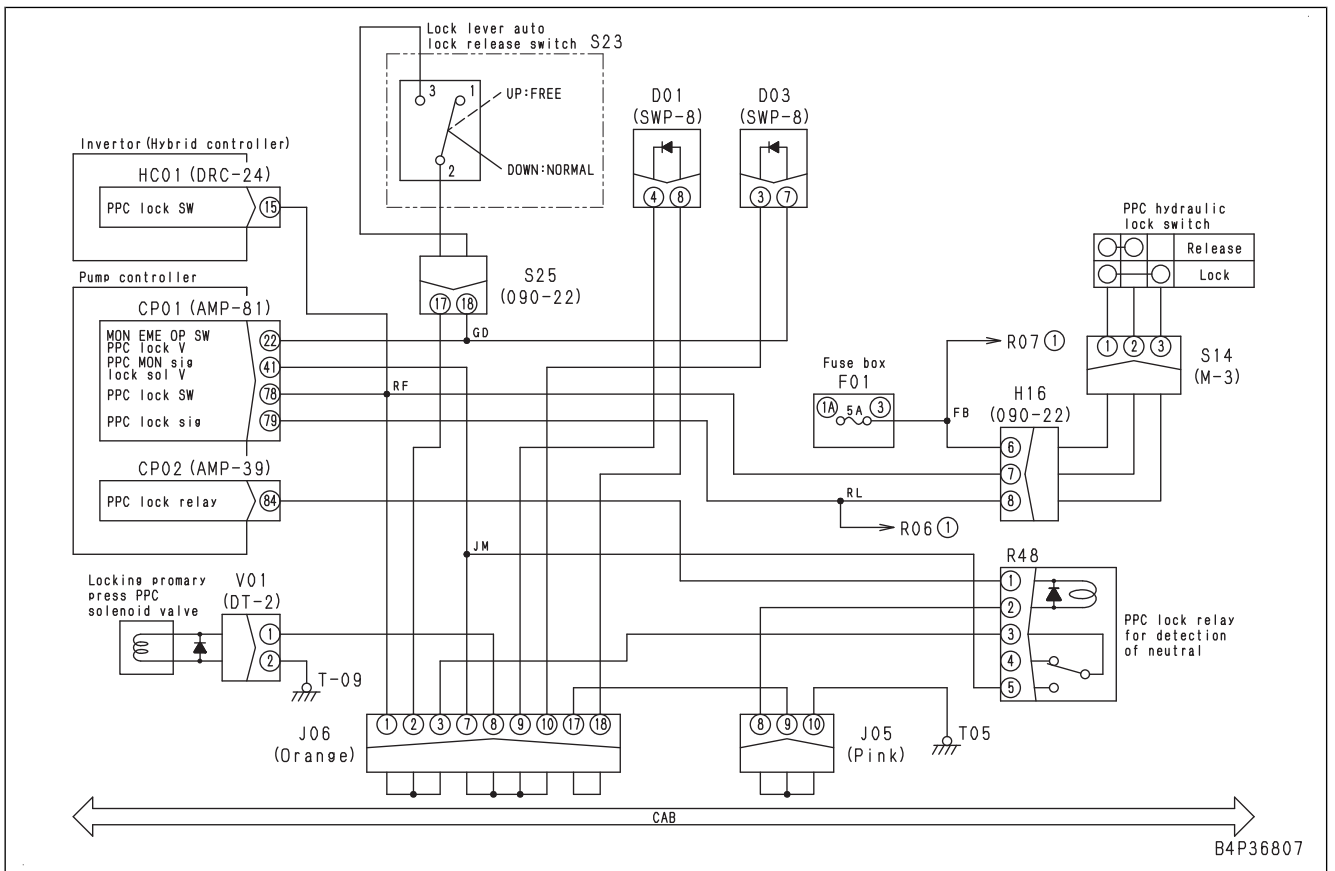 Lock lever auto
lock release switch S23
3
1
UP:FREE
DOWN:NORMAL
2
D01
(SWP-8)
4 8
D03
(SWP-8)
3 7
Invertor(Hybrid controller)
HC01 (DRC-24)
PPC lock SW
15
Pump controller
CP01 (AMP-81)
MON EME OP SW
PPC lock V
22
PPC MON sig
lock sol V
41
PPC lock SW
78
PPC lock sig
79
CP02 (AMP-39)
PPC lock relay
84
S25
(090-22)
17 18
GD
RF
JM
Fuse box
F01
1A 5A 3
FB
R07 1
RL
R06 1
H16
(090-22)
6
7
8
PPC hydraulic
lock switch
Release
Lock
1 2 3
S14
(M-3)
R48
1
2
3
4
5
PPC lock relay
for detection
of neutral
Locking promary
press PPC
solenoid valve
V01
(DT-2)
1
2
T-09
J06
(Orange)
1 2 3 7 8 9 10 17 18
8 9 10
J05
(Pink)
T05
CAB
B4P36807